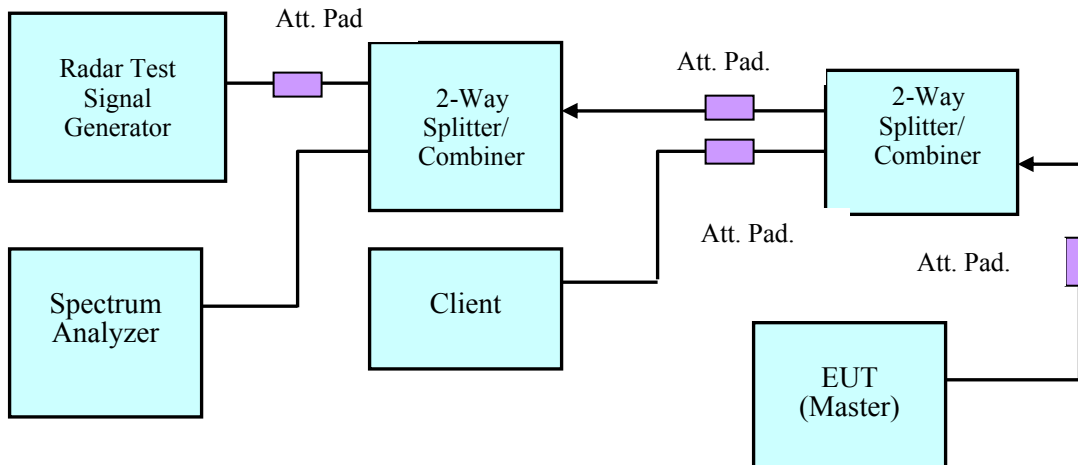 Att. Pad
Radar Test
Signal
Generator
2-Way
Splitter/
Combiner
Att. Pad.
2-Way
Splitter/
Combiner
Att. Pad.
Att. Pad.
Spectrum
Analyzer
Client
EUT
(Master)